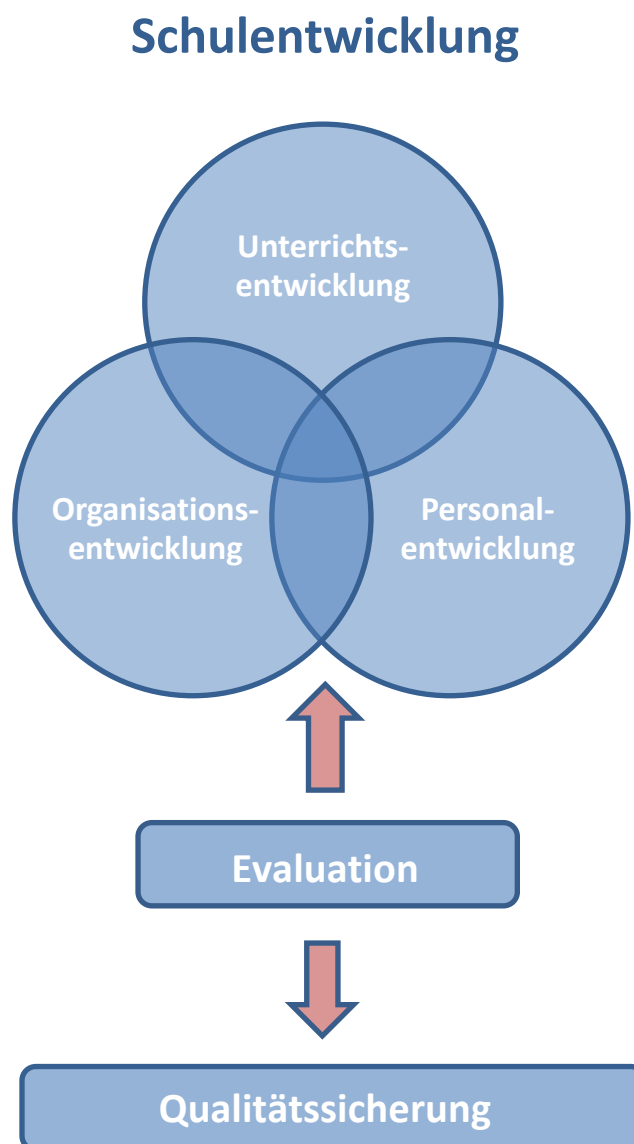 Schulentwicklung
Unterrichts-
entwicklung
Organisations-
entwicklung
Personal-
entwicklung
Evaluation
Qualitätssicherung